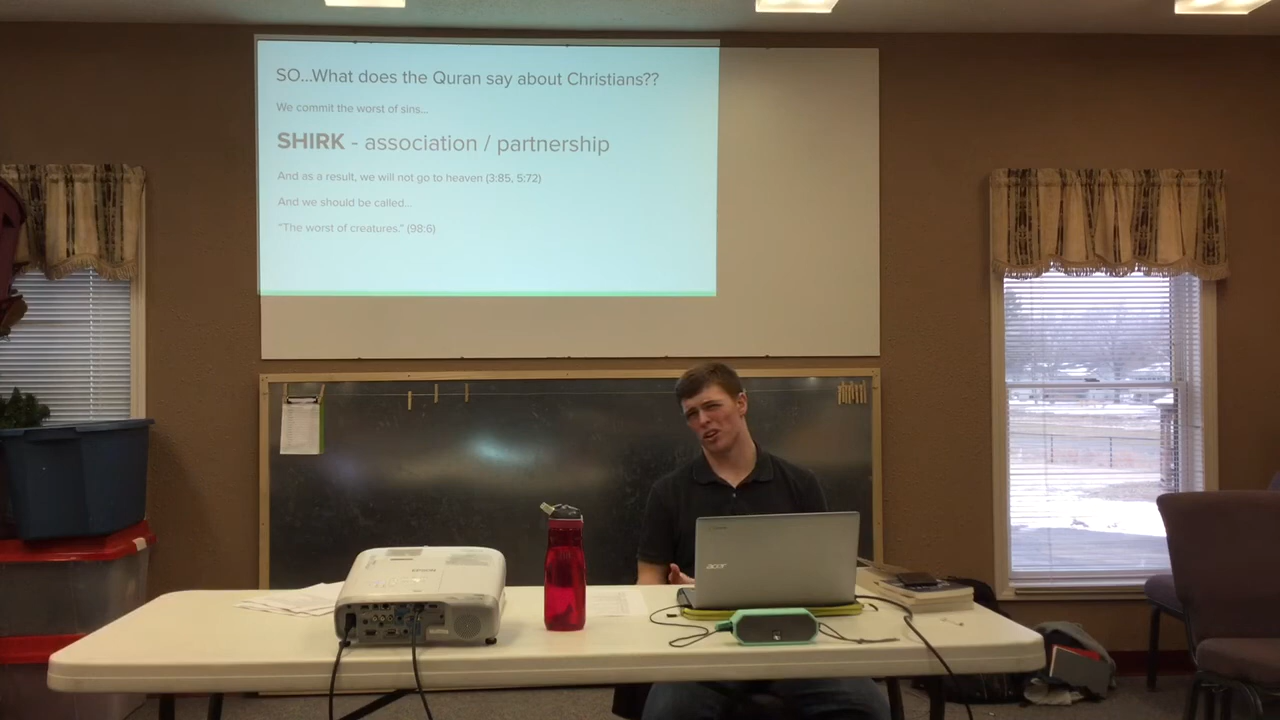 SO...What does the Quran say about Christians??
We commit the worst of sins...
SHIRK - association / partnership
And as a result, we will not go to heaven (3:85, 5:72)
And we should be called...
"The worst of creatures." (98:6)
acer